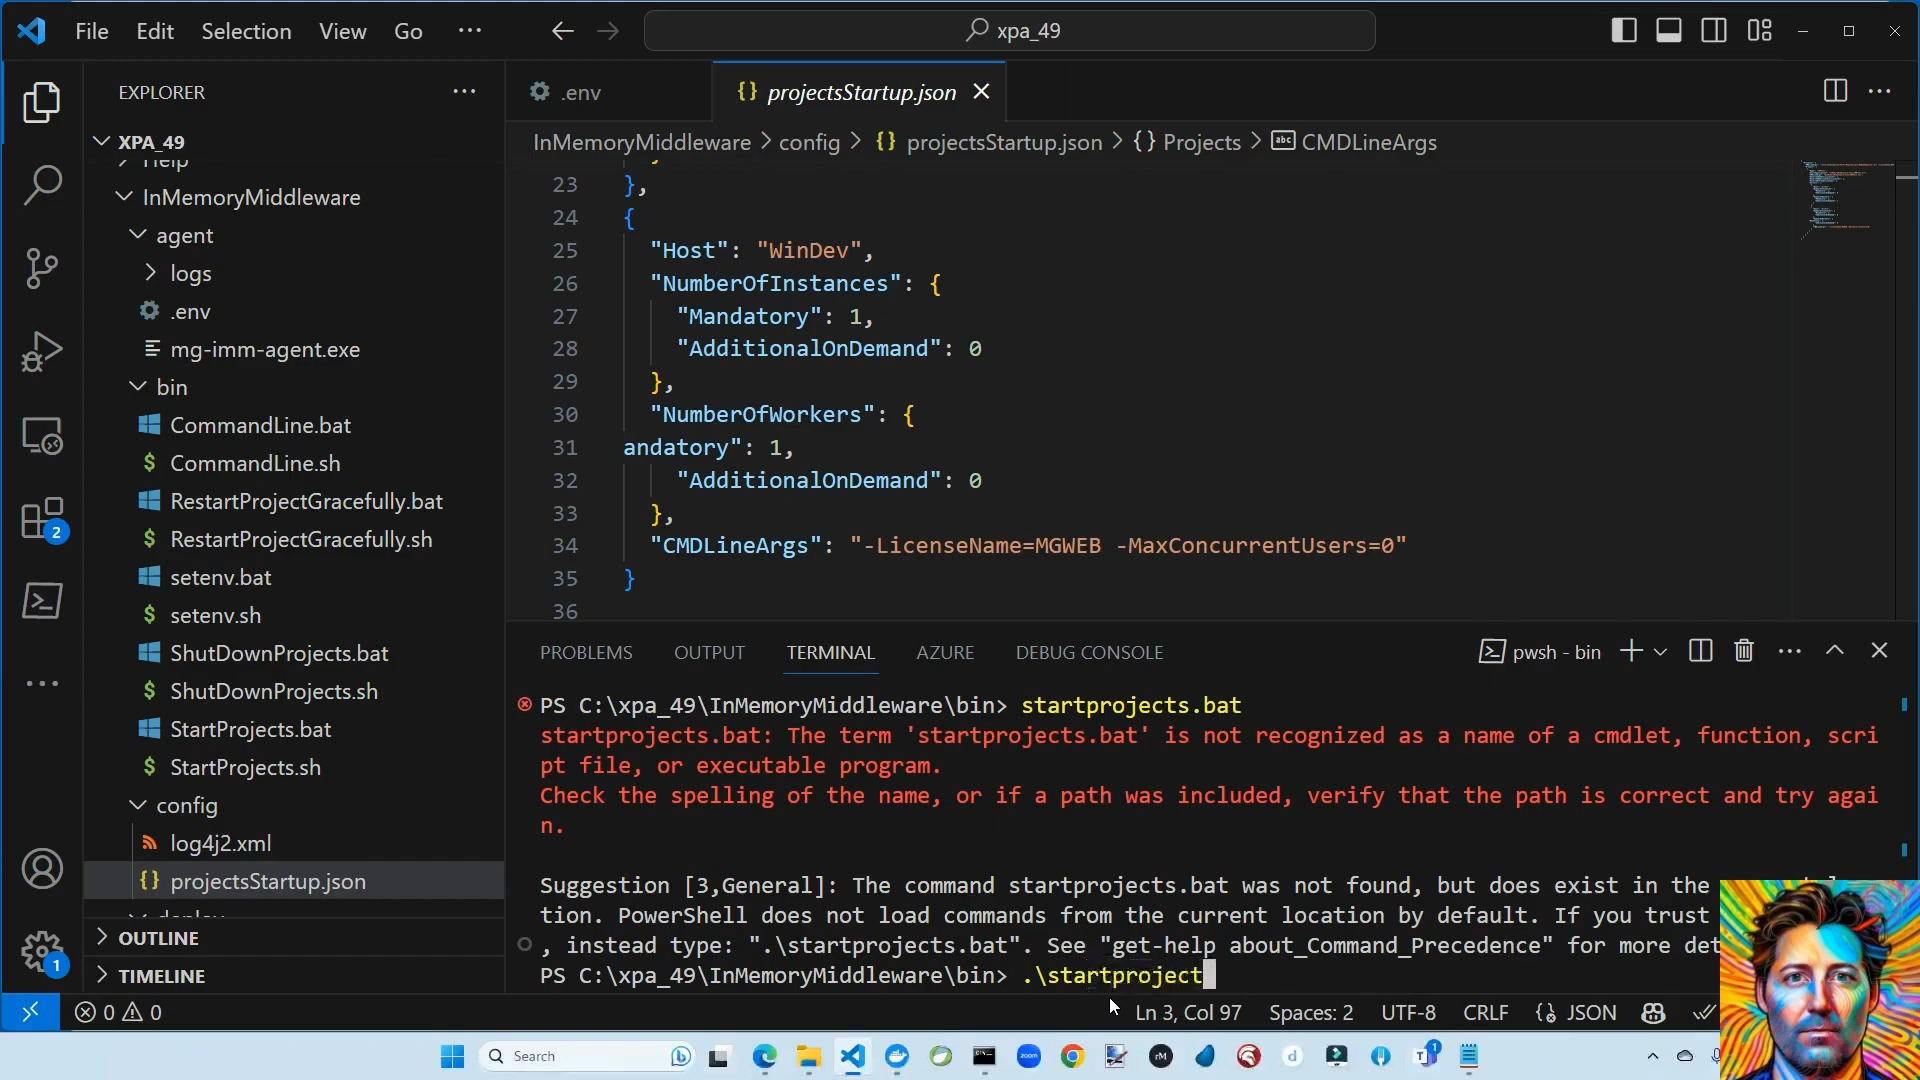 File Edit Selection View Go ··· xpa_49
EXPLORER ···
XPA_49
Help
InMemoryMiddleware
agent
logs
.env
mg-imm-agent.exe
bin
CommandLine.bat
CommandLine.sh
RestartProjectGracefully.bat
RestartProjectGracefully.sh
setenv.bat
setenv.sh
ShutDownProjects.bat
ShutDownProjects.sh
StartProjects.bat
StartProjects.sh
config
log4j2.xml
projectsStartup.json
deploy
OUTLINE
TIMELINE
2
1
.env {} projectsStartup.json
InMemoryMiddleware > config > {} projectsStartup.json > {} Projects > abc CMDLineArgs
23 },
24 {
25 "Host": "WinDev",
26 "NumberOfInstances": {
27 "Mandatory": 1,
28 "AdditionalOnDemand": 0
29 },
30 "NumberOfWorkers": {
31 andatory": 1,
32 "AdditionalOnDemand": 0
33 },
34 "CMDLineArgs": "-LicenseName=MGWEB -MaxConcurrentUsers=0"
35 }
36
PROBLEMS OUTPUT TERMINAL AZURE DEBUG CONSOLE pwsh - bin
PS C:\xpa_49\InMemoryMiddleware\bin> startprojects.bat
startprojects.bat: The term 'startprojects.bat' is not recognized as a name of a cmdlet, function, scri
pt file, or executable program.
Check the spelling of the name, or if a path was included, verify that the path is correct and try agai
n.
Suggestion [3,General]: The command startprojects.bat was not found, but does exist in the
tion. PowerShell does not load commands from the current location by default. If you trust
, instead type: ".\startprojects.bat". See "get-help about_Command_Precedence" for more det
PS C:\xpa_49\InMemoryMiddleware\bin> .\startproject
0 0 Ln 3, Col 97 Spaces: 2 UTF-8 CRLF {} JSON
Search zoom rM d T 1